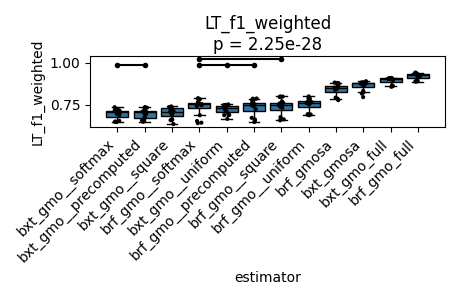 LT_f1_weighted
p = 2.25e-28
LT_f1_weighted
1.00
0.75
bxt_gmo__softmax
bxt_gmo__precomputed
bxt_gmo__square
brf_gmo__softmax
bxt_gmo__uniform
brf_gmo__precomputed
brf_gmo__square
brf_gmo__uniform
brf_gmosa
bxt_gmosa
bxt_gmo_full
brf_gmo_full
estimator